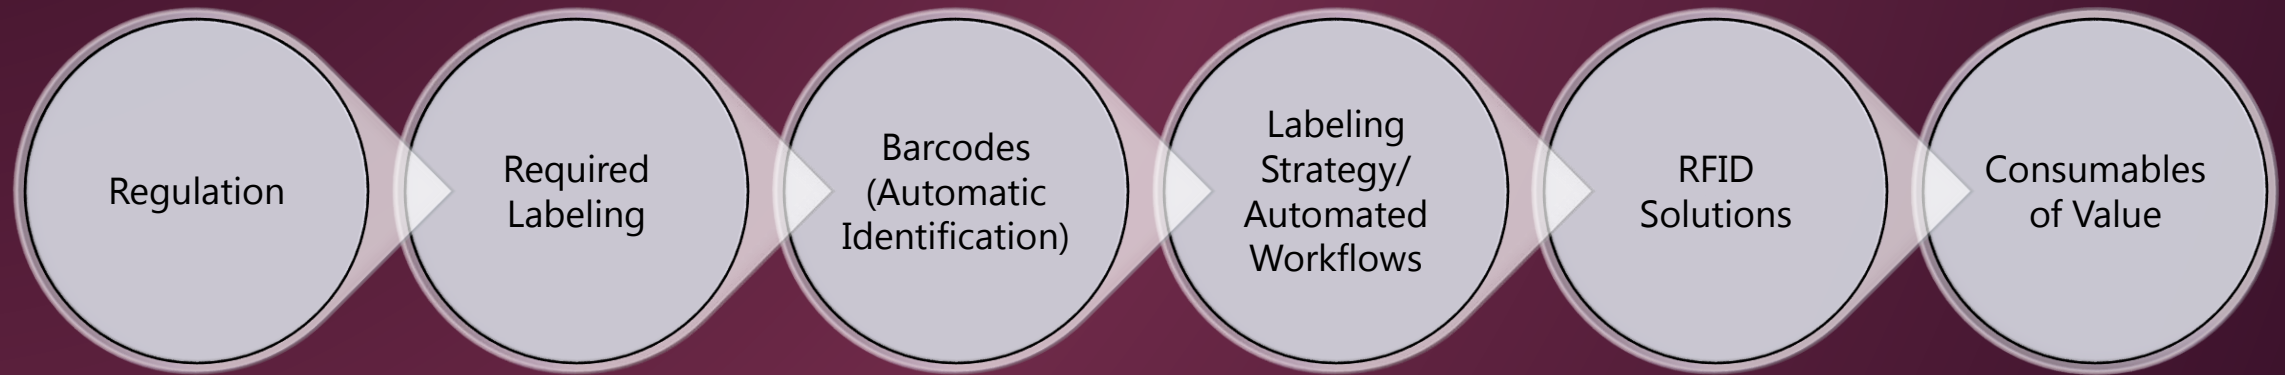 Regulation
Required
Labeling
Barcodes
(Automatic
Identification)
Labeling
Strategy/
Automated
Workflows
RFID
Solutions
Consumables
of Value